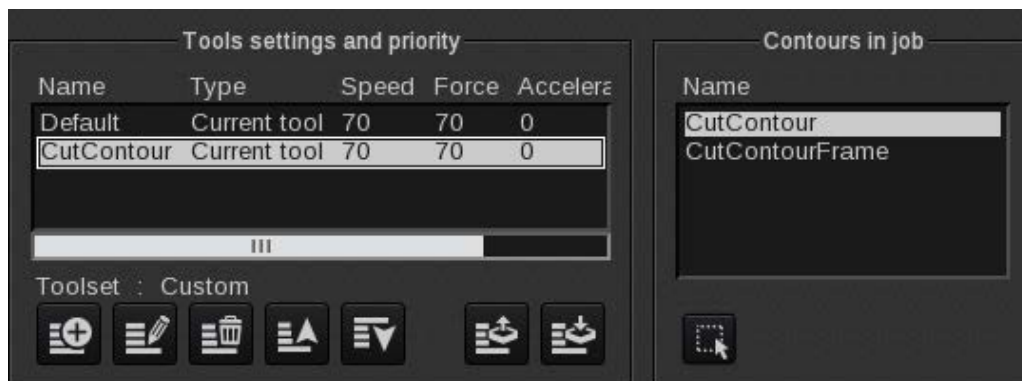 Tools settings and priority
Name Type Speed Force Accelera
Default Current tool 70 70 0
CutContour Current tool 70 70 0
Toolset : Custom
Contours in job
Name
CutContour
CutContourFrame